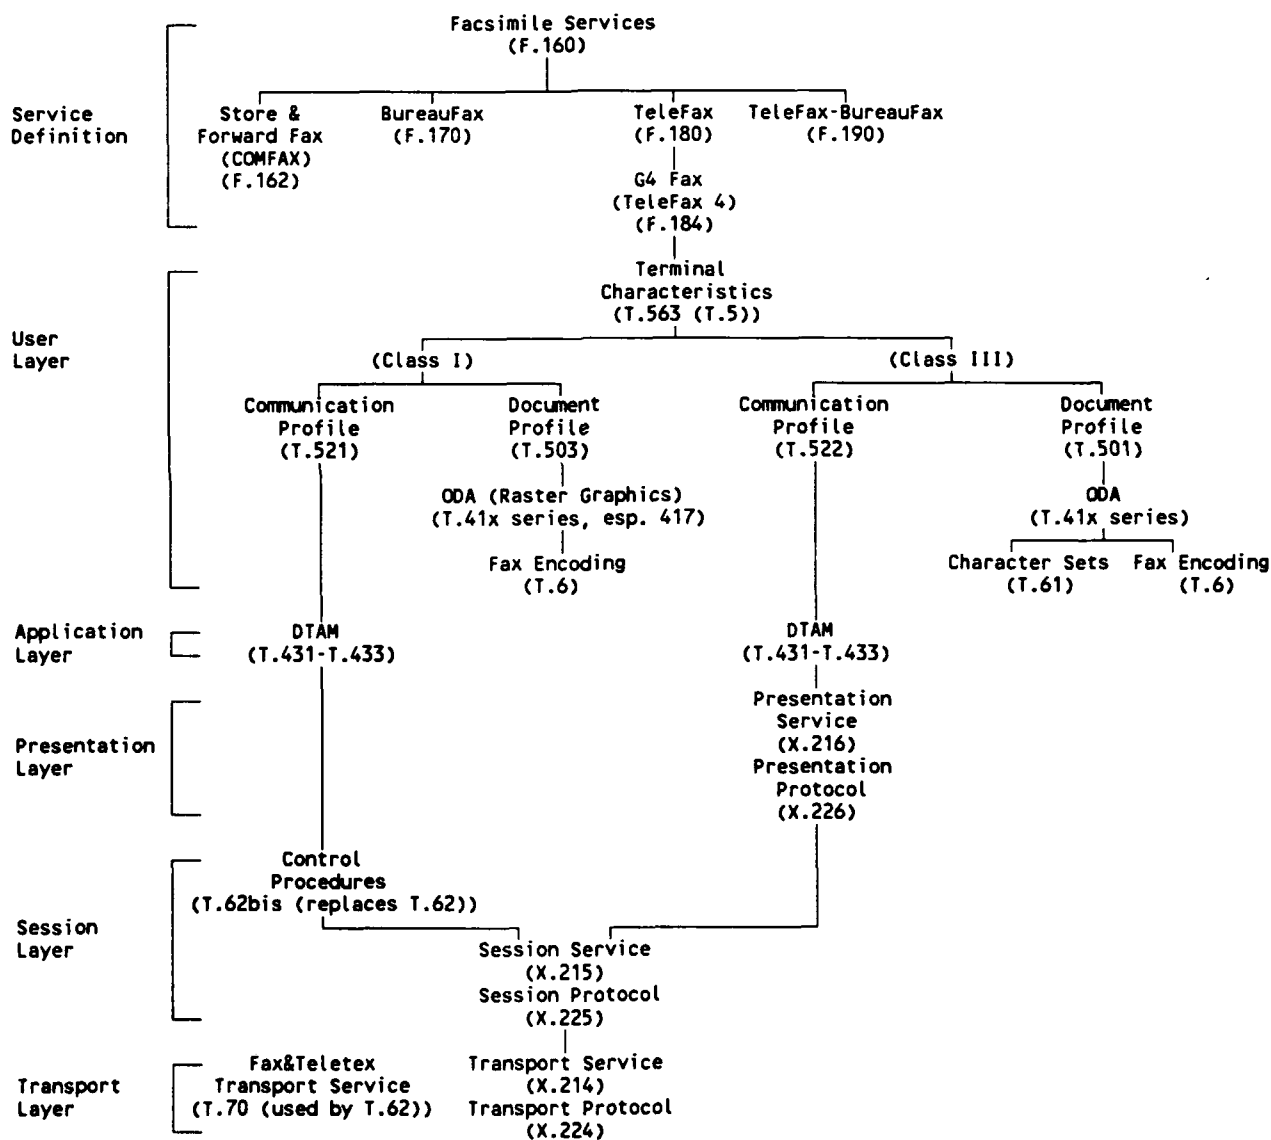 Facsimile Services
(F.160)
Service
Definition
Store &
Forward Fax
(COMFAX)
(F.162)
BureauFax
(F.170)
TeleFax
(F.180)
TeleFax-BureauFax
(F.190)
G4 Fax
(TeleFax 4)
(F.184)
User
Layer
Terminal
Characteristics
(T.563 (T.5))
(Class I)
(Class III)
Communication
Profile
(T.521)
Document
Profile
(T.503)
Communication
Profile
(T.522)
Document
Profile
(T.501)
ODA (Raster Graphics)
(T.41x series, esp. 417)
ODA
(T.41x series)
Fax Encoding
(T.6)
Character Sets
(T.61)
Fax Encoding
(T.6)
Application
Layer
DTAM
(T.431-T.433)
DTAM
(T.431-T.433)
Presentation
Layer
Presentation
Service
(X.216)
Presentation
Protocol
(X.226)
Session
Layer
Control
Procedures
(T.62bis (replaces T.62))
Session Service
(X.215)
Session Protocol
(X.225)
Transport
Layer
Fax&Teletex
Transport Service
(T.70 (used by T.62))
Transport Service
(X.214)
Transport Protocol
(X.224)